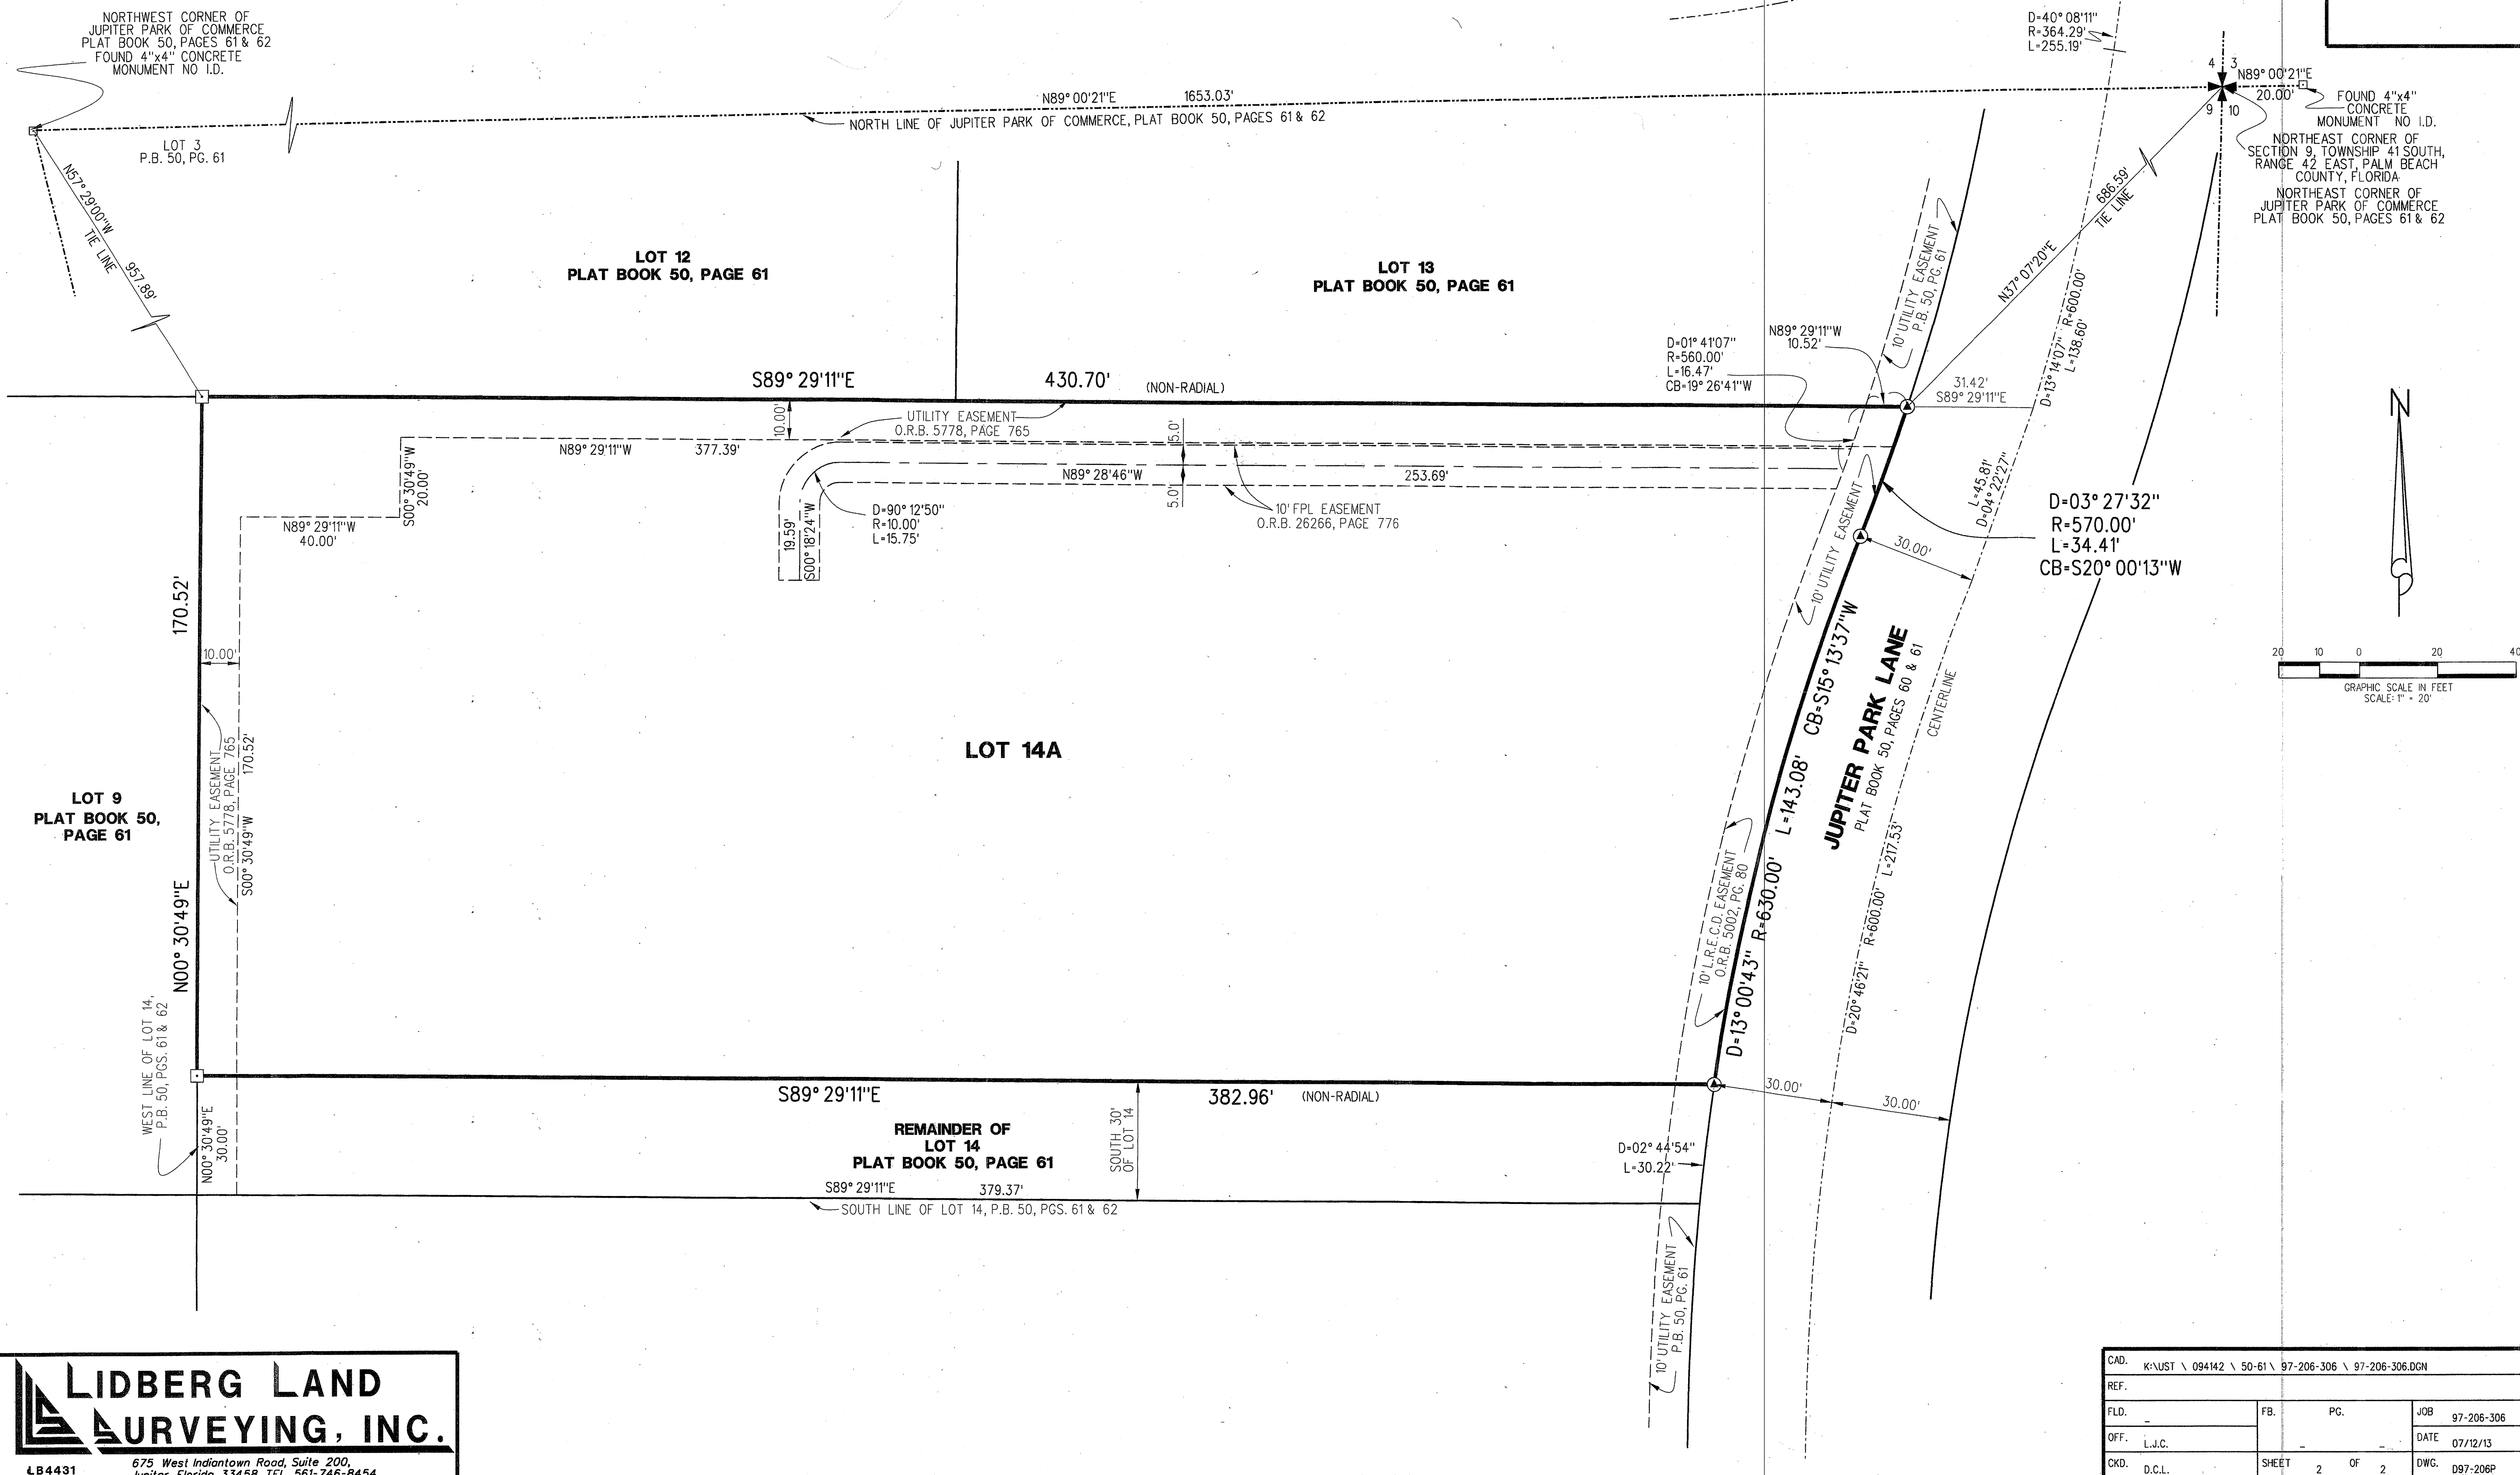 NORTHWEST CORNER OF
JUPITER PARK OF COMMERCE
PLAT BOOK 50, PAGES 61 & 62
FOUND 4"x4" CONCRETE
MONUMENT NO I.D.
D=40° 08'11"
R=364.29'
L=255.19'
4 3
9 10
N89° 00'21"E
20.00'
FOUND 4"x4"
CONCRETE
MONUMENT NO I.D.
NORTHEAST CORNER OF
SECTION 9, TOWNSHIP 41 SOUTH,
RANGE 42 EAST, PALM BEACH
COUNTY, FLORIDA
NORTHEAST CORNER OF
JUPITER PARK OF COMMERCE
PLAT BOOK 50, PAGES 61 & 62
N89° 00'21"E 1653.03'
NORTH LINE OF JUPITER PARK OF COMMERCE, PLAT BOOK 50, PAGES 61 & 62
LOT 3
P.B. 50, PG. 61
N57° 29'00"W 957.89'
TIE LINE
LOT 12
PLAT BOOK 50, PAGE 61
LOT 13
PLAT BOOK 50, PAGE 61
10' UTILITY EASEMENT
P.B. 50, PG. 61
N37° 07'20"E 686.59'
TIE LINE
D=13° 14'07" R=600.00'
L=138.60'
N89° 29'11"W
10.52'
D=01° 41'07"
R=560.00'
L=16.47'
CB=19° 26'41"W
31.42'
S89° 29'11"E
S89° 29'11"E 430.70' (NON-RADIAL)
10.00'
UTILITY EASEMENT
O.R.B. 5778, PAGE 765
N89° 29'11"W 377.39'
S00° 30'49"W
20.00'
N89° 29'11"W
40.00'
5.0'
5.0'
N89° 28'46"W 253.69'
19.59'
S00° 18'24"W
D=90° 12'50"
R=10.00'
L=15.75'
10' FPL EASEMENT
O.R.B. 26266, PAGE 776
10' UTILITY EASEMENT
L=45.81'
D=04° 22'27"
D=03° 27'32"
R=570.00'
L=34.41'
CB=S20° 00'13"W
30.00'
N
20 10 0 20 40
GRAPHIC SCALE IN FEET
SCALE: 1" = 20'
170.52'
N00° 30'49"E
10.00'
UTILITY EASEMENT
O.R.B. 5778, PAGE 765
S00° 30'49"W 170.52'
LOT 9
PLAT BOOK 50,
PAGE 61
LOT 14A
D=13° 00'43" R=630.00' L=143.08' CB=S15° 13'37"W
JUPITER PARK LANE
PLAT BOOK 50, PAGES 60 & 61
CENTERLINE
D=20° 46'21" R=600.00' L=217.53'
10' L.R.E.C.D. EASEMENT
O.R.B. 5002, PG. 80
WEST LINE OF LOT 14,
P.B. 50, PGS. 61 & 62
N00° 30'49"E
30.00'
S89° 29'11"E 382.96' (NON-RADIAL)
30.00'
30.00'
REMAINDER OF
LOT 14
PLAT BOOK 50, PAGE 61
SOUTH 30'
OF LOT 14
D=02° 44'54"
L=30.22'
S89° 29'11"E 379.37'
SOUTH LINE OF LOT 14, P.B. 50, PGS. 61 & 62
10' UTILITY EASEMENT
P.B. 50, PG. 61
LIDBERG LAND
SURVEYING, INC.
LB4431
675 West Indiantown Road, Suite 200,
Jupiter, Florida 33458 TEL. 561-746-8454
CAD. K:\UST \ 094142 \ 50-61 \ 97-206-306 \ 97-206-306.DGN
REF.
FLD. - FB. PG. JOB 97-206-306
OFF. L.J.C. - - DATE 07/12/13
CKD. D.C.L. SHEET 2 OF 2 DWG. D97-206P